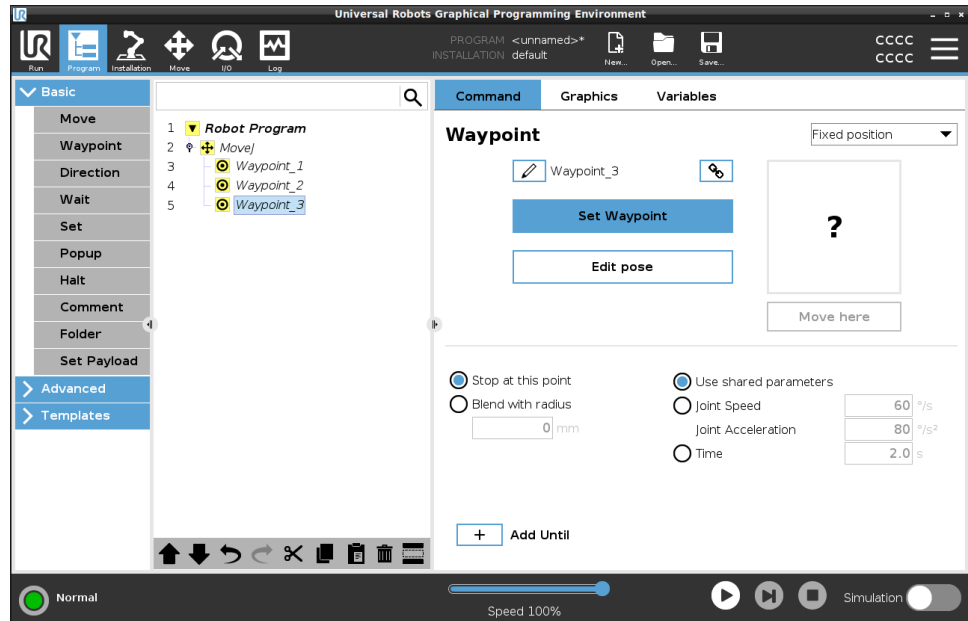 UR
Universal Robots Graphical Programming Environment
UR
Run
Program
Installation
Move
I/O
Log
PROGRAM <unnamed>*
INSTALLATION default
New...
Open...
Save...
cccc
cccc
Basic
Move
Waypoint
Direction
Wait
Set
Popup
Halt
Comment
Folder
Set Payload
Advanced
Templates
1 Robot Program
2 MoveJ
3 Waypoint_1
4 Waypoint_2
5 Waypoint_3
Command Graphics Variables
Waypoint
Fixed position
Waypoint_3
Set Waypoint
Edit pose
?
Move here
Stop at this point
Blend with radius
0 mm
Use shared parameters
Joint Speed 60 °/s
Joint Acceleration 80 °/s²
Time 2.0 s
+ Add Until
Normal
Speed 100%
Simulation